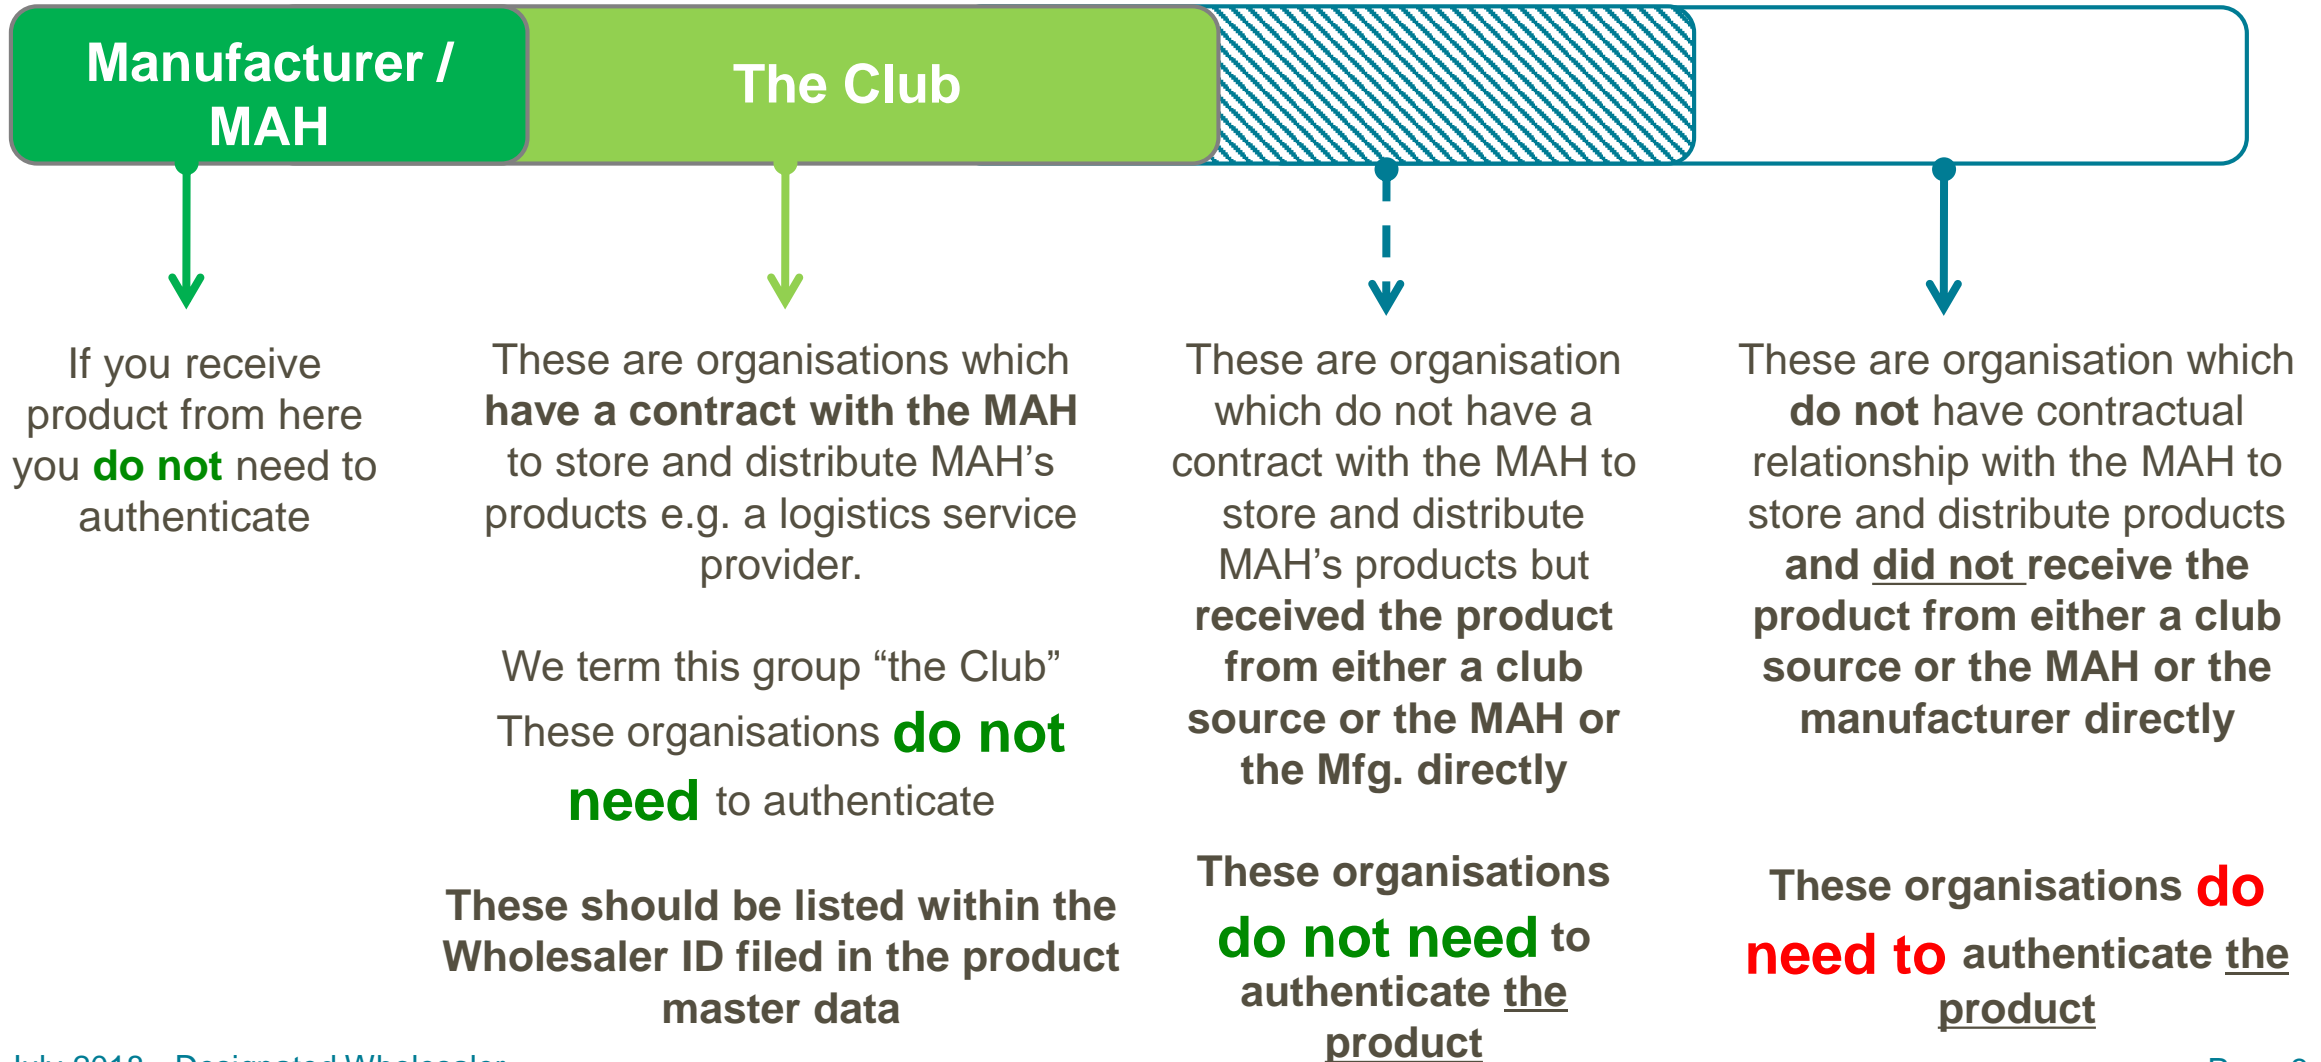 Manufacturer /
MAH
The Club
If you receive
product from here
you do not need to
authenticate
These are organisations which
have a contract with the MAH
to store and distribute MAH’s
products e.g. a logistics service
provider.
We term this group “the Club”
These organisations do not
need to authenticate
These should be listed within the
Wholesaler ID filed in the product
master data
These are organisation
which do not have a
contract with the MAH to
store and distribute
MAH’s products but
received the product
from either a club
source or the MAH or
the Mfg. directly
These organisations
do not need to
authenticate the
product
These are organisation which
do not have contractual
relationship with the MAH to
store and distribute products
and did not receive the
product from either a club
source or the MAH or the
manufacturer directly
These organisations do
need to authenticate the
product
July 2018 Designated Wholesaler